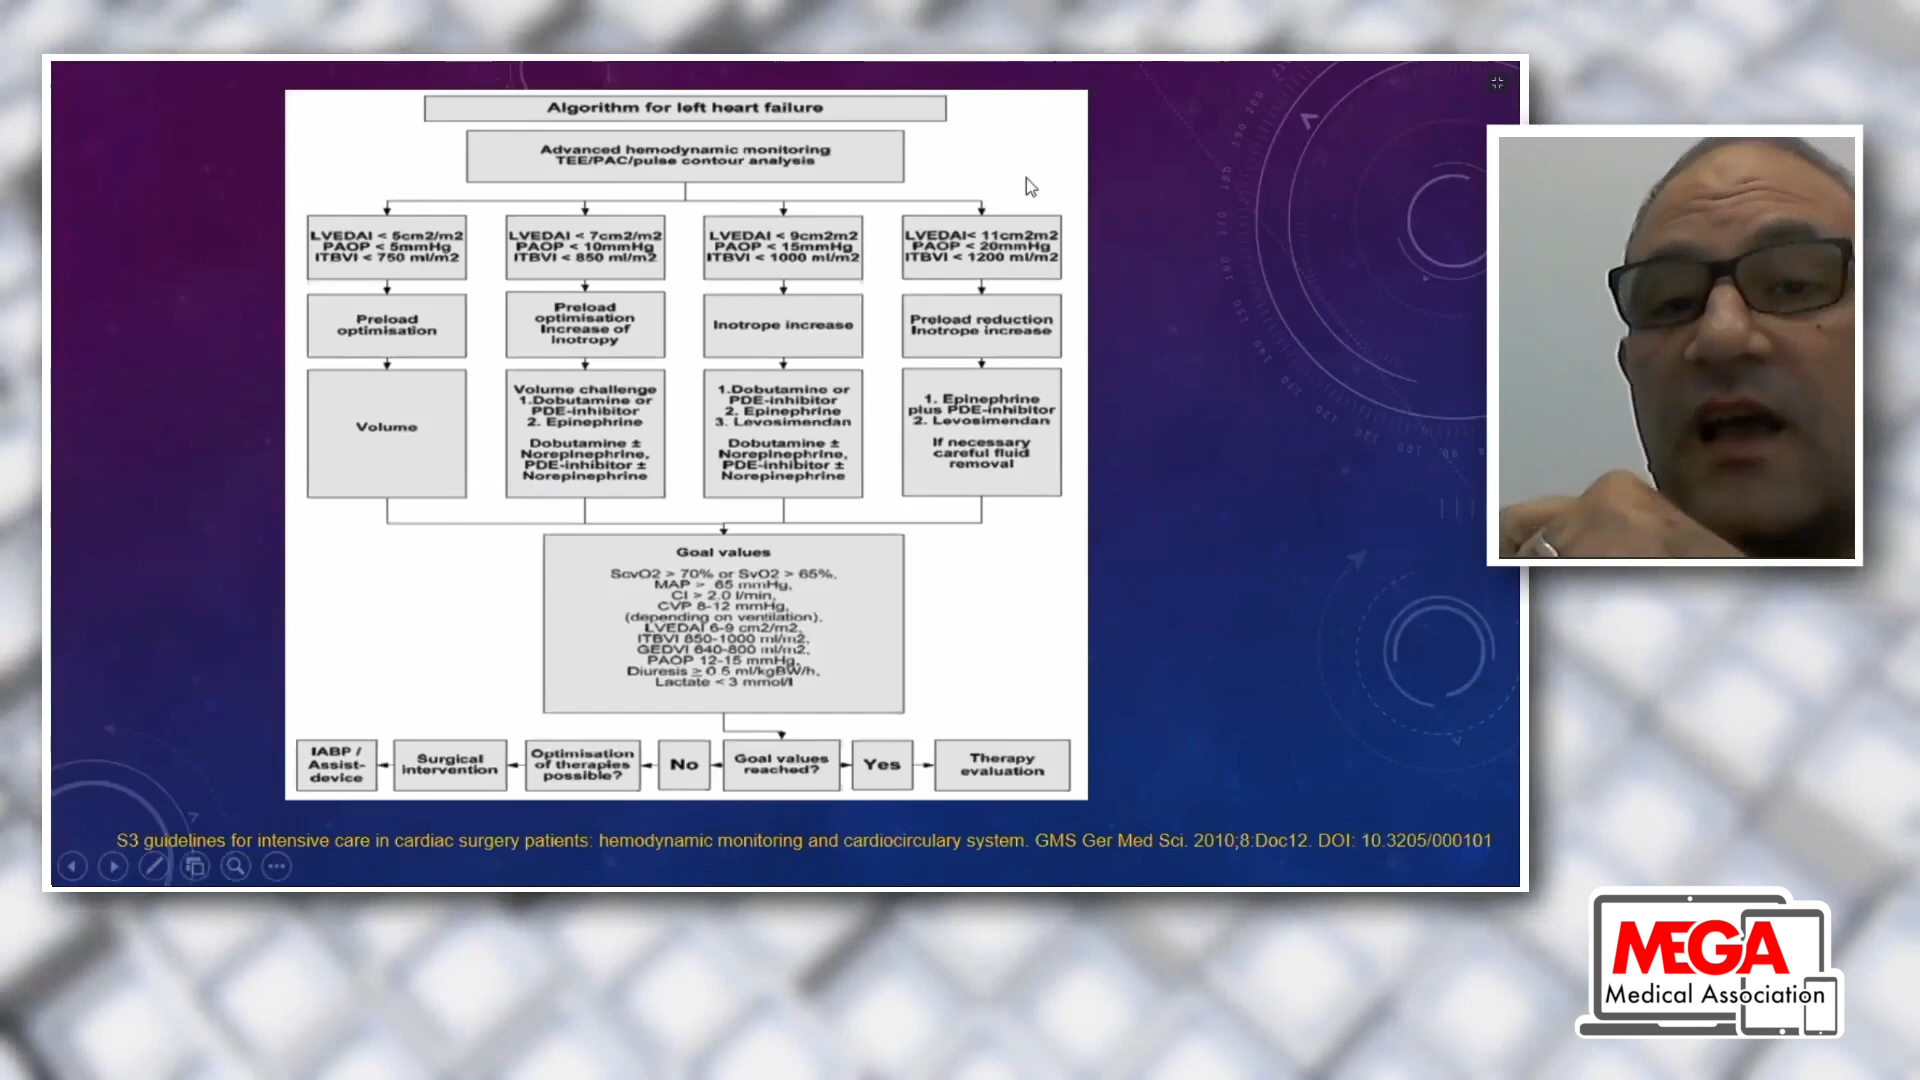 Algorithm for left heart failure
Advanced hemodynamic monitoring
TEE/PAC/pulse contour analysis
LVEDAI < 5cm2/m2
PAOP < 5mmHg
ITBVI < 750 ml/m2
LVEDAI < 7cm2/m2
PAOP < 10mmHg
ITBVI < 850 ml/m2
LVEDAI < 9cm2m2
PAOP < 15mmHg
ITBVI < 1000 ml/m2
LVEDAI< 11cm2m2
PAOP < 20mmHg
ITBVI < 1200 ml/m2
Preload
optimisation
Preload
optimisation
Increase of
Inotropy
Inotrope increase
Preload reduction
Inotrope increase
Volume
Volume challenge
1.Dobutamine or
PDE-inhibitor
2. Epinephrine
Dobutamine ±
Norepinephrine,
PDE-inhibitor ±
Norepinephrine
1.Dobutamine or
PDE-inhibitor
2. Epinephrine
3. Levosimendan
Dobutamine ±
Norepinephrine,
PDE-inhibitor ±
Norepinephrine
1. Epinephrine
plus PDE-inhibitor
2. Levosimendan
If necessary
careful fluid
removal
Goal values
ScvO2 > 70% or SvO2 > 65%,
MAP > 65 mmHg,
CI > 2.0 l/min,
CVP 8-12 mmHg,
(depending on ventilation),
LVEDAI 6-9 cm2/m2,
ITBVI 850-1000 ml/m2,
GEDVI 640-800 ml/m2,
PAOP 12-15 mmHg,
Diuresis ≥ 0.5 ml/kgBW/h,
Lactate < 3 mmol/l
IABP /
Assist-
device
Surgical
intervention
Optimisation
of therapies
possible?
No
Goal values
reached?
Yes
Therapy
evaluation
S3 guidelines for intensive care in cardiac surgery patients: hemodynamic monitoring and cardiocirculary system. GMS Ger Med Sci. 2010;8:Doc12. DOI: 10.3205/000101
MEGA
Medical Association